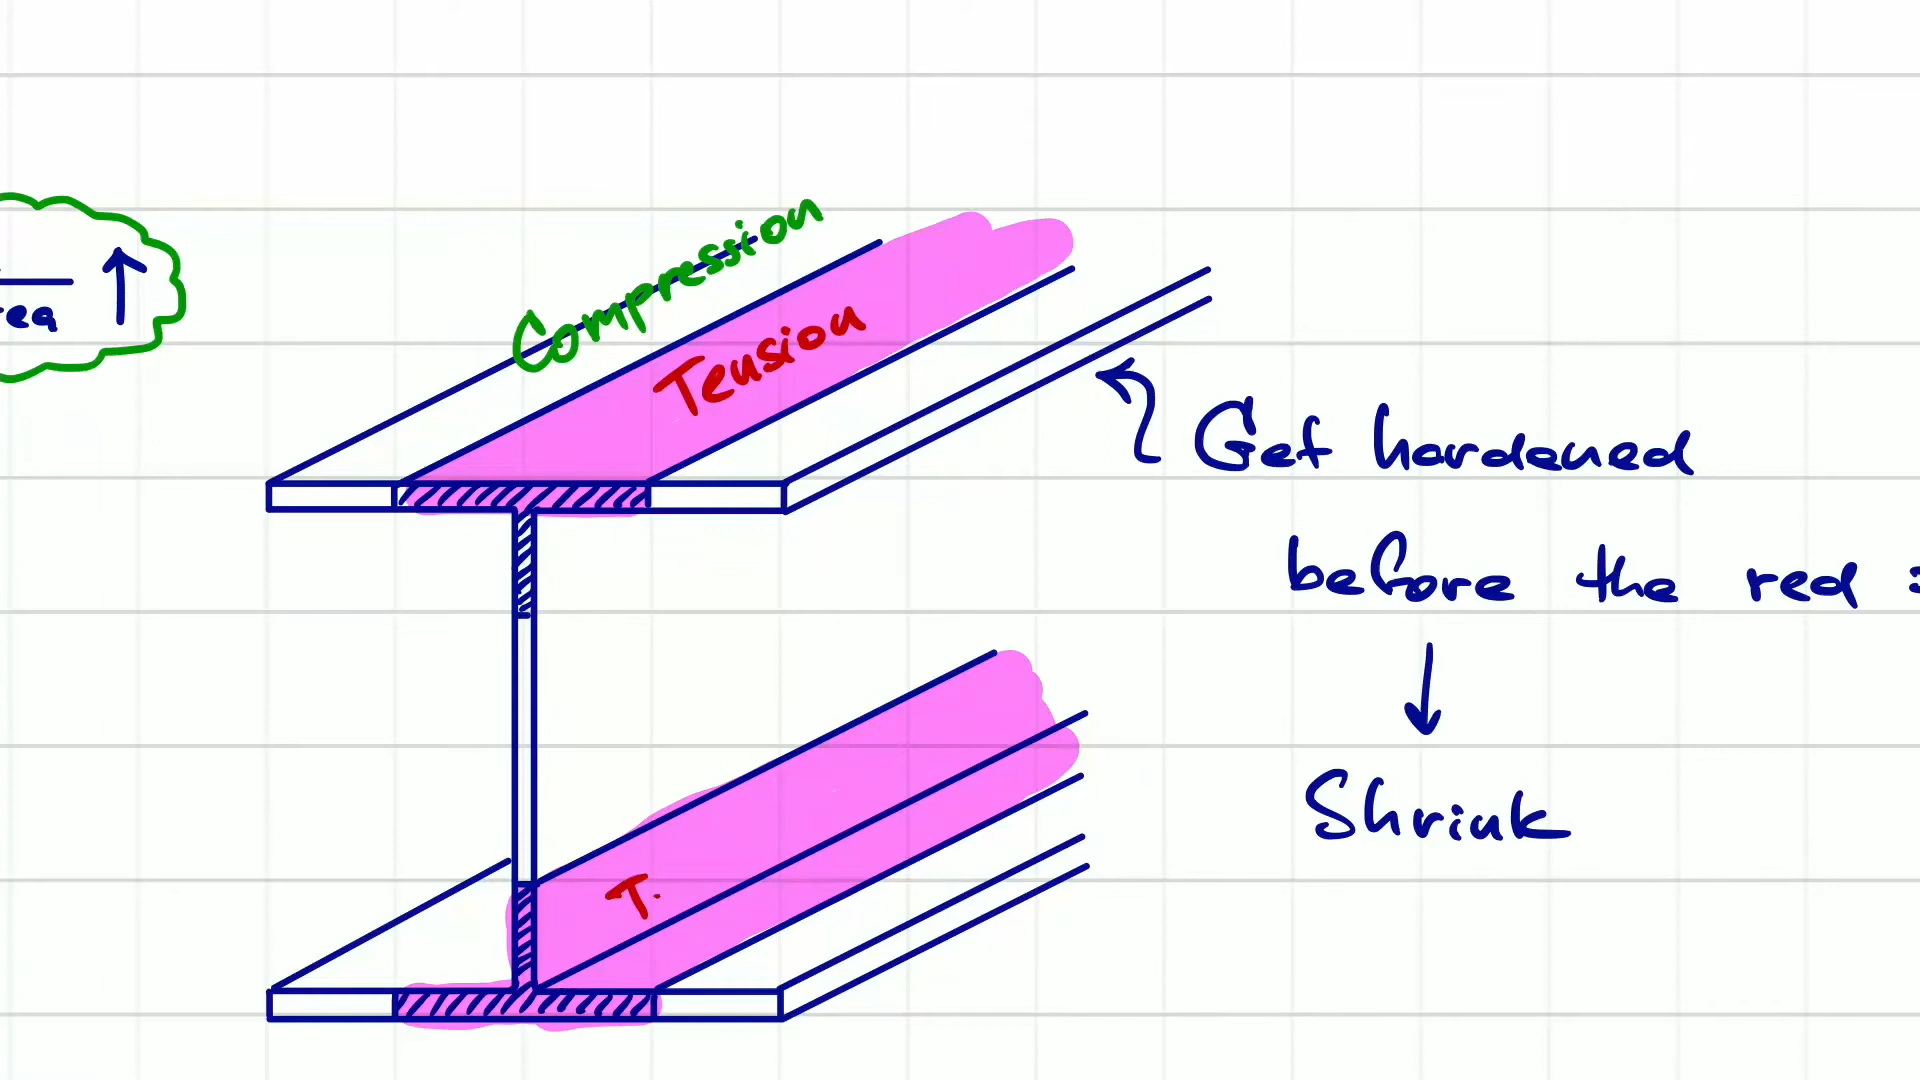 Compression
Tension
Get hardened
before the red
Shrink
T.